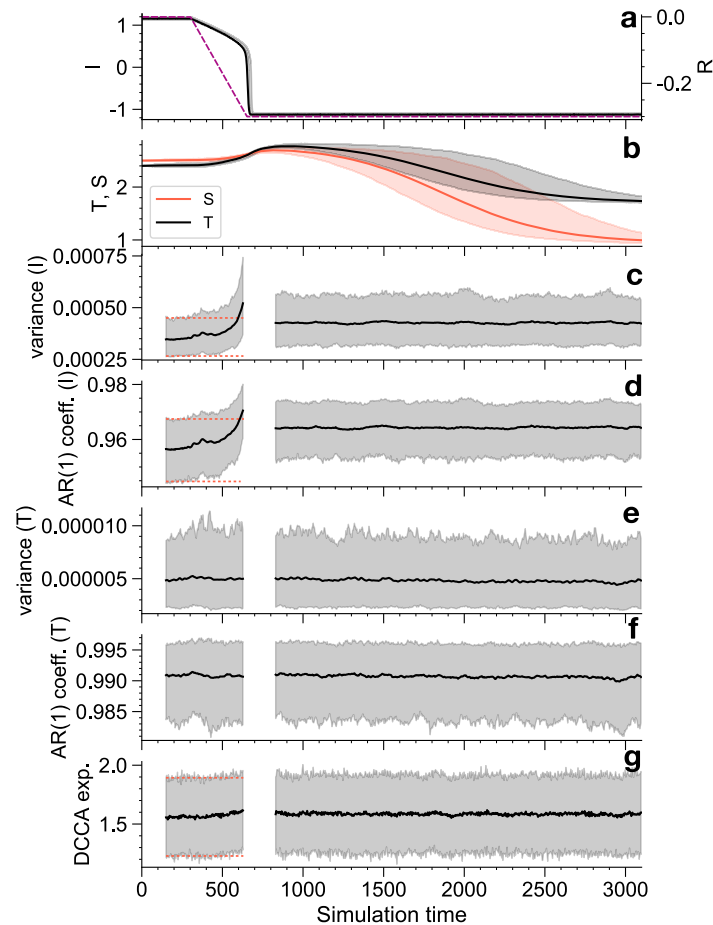 a
1
0
-1
I
0.0
-0.2
R
b
2
1
T, S
S
T
c
0.00075
0.00050
0.00025
variance (I)
d
0.98
0.96
AR(1) coeff. (I)
e
0.000010
0.000005
variance (T)
f
0.995
0.990
0.985
AR(1) coeff. (T)
g
2.0
1.5
DCCA exp.
0 500 1000 1500 2000 2500 3000
Simulation time